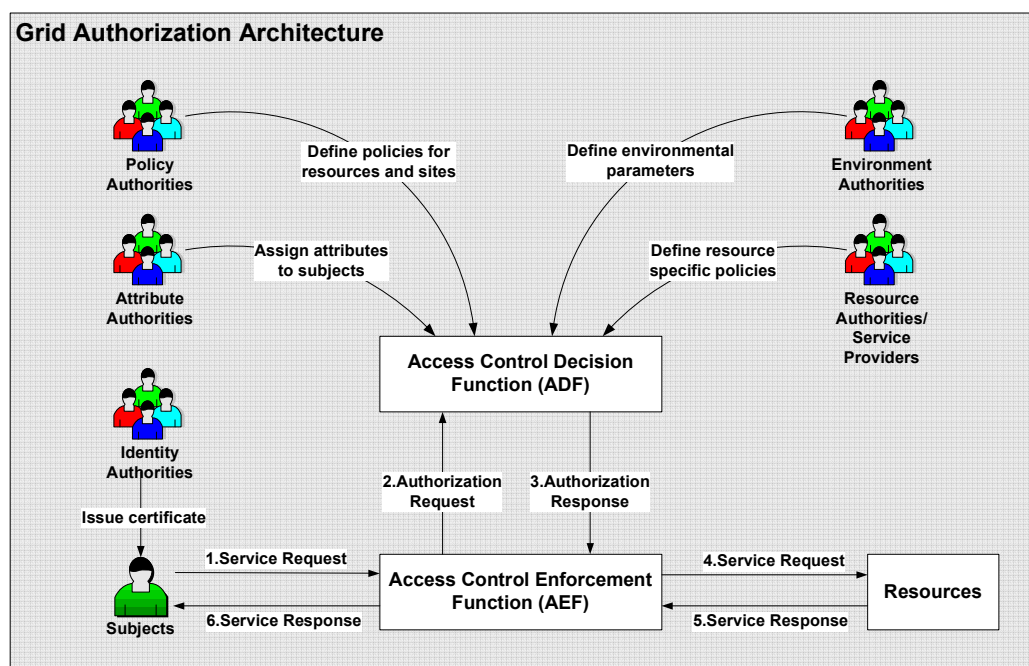 Grid Authorization Architecture
Policy
Authorities
Define policies for
resources and sites
Define environmental
parameters
Environment
Authorities
Attribute
Authorities
Assign attributes
to subjects
Define resource
specific policies
Resource
Authorities/
Service
Providers
Access Control Decision
Function (ADF)
Identity
Authorities
2.Authorization
Request
3.Authorization
Response
Issue certificate
Subjects
1.Service Request
6.Service Response
Access Control Enforcement
Function (AEF)
4.Service Request
5.Service Response
Resources